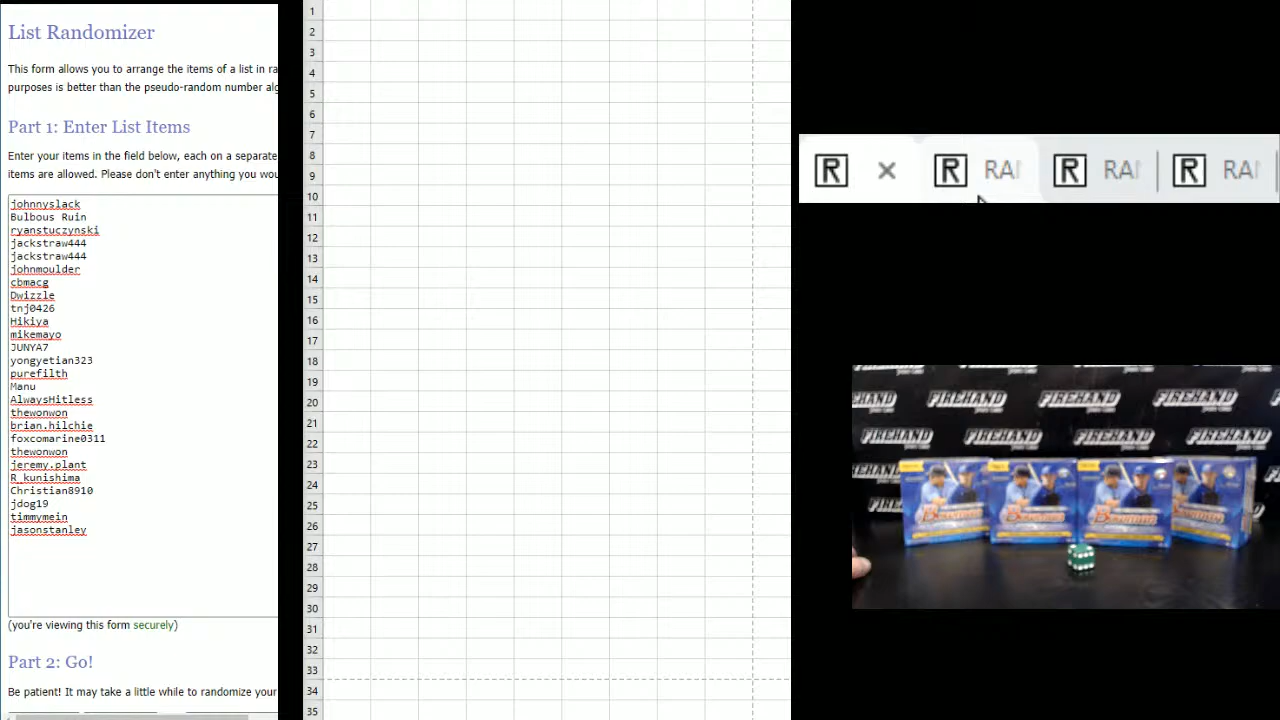 List Randomizer
This form allows you to arrange the items of a list in ra
purposes is better than the pseudo-random number alg
Part 1: Enter List Items
Enter your items in the field below, each on a separate
items are allowed. Please don't enter anything you wou
johnnyslack
Bulbous Ruin
ryanstuczynski
jackstraw444
jackstraw444
johnmoulder
cbmacg
Dwizzle
tnj0426
Hikiya
mikemayo
JUNYA7
yongyetian323
purefilth
Manu
AlwaysHitless
thewonwon
brian.hilchie
foxcomarine0311
thewonwon
jeremy.plant
R_kunishima
Christian8910
jdog19
timmymein
jasonstanley
(you're viewing this form securely)
Part 2: Go!
Be patient! It may take a little while to randomize your
1
2
3
4
5
6
7
8
9
10
11
12
13
14
15
16
17
18
19
20
21
22
23
24
25
26
27
28
29
30
31
32
33
34
35
R
R RAN
R RAN
R RAN
FIREHAND FIREHAND FIREHAND
FIREHAND FIREHAND FIREHAND FIREHAND
Bowman Bowman Bowman Bowman